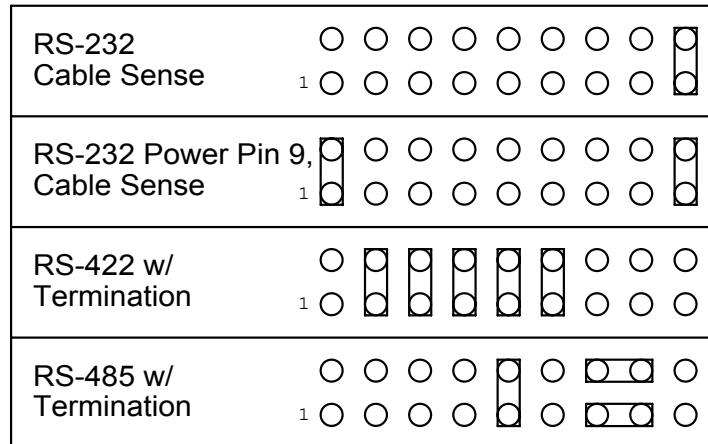 RS-232
Cable Sense
1
RS-232 Power Pin 9,
Cable Sense
1
RS-422 w/
Termination
1
RS-485 w/
Termination
1